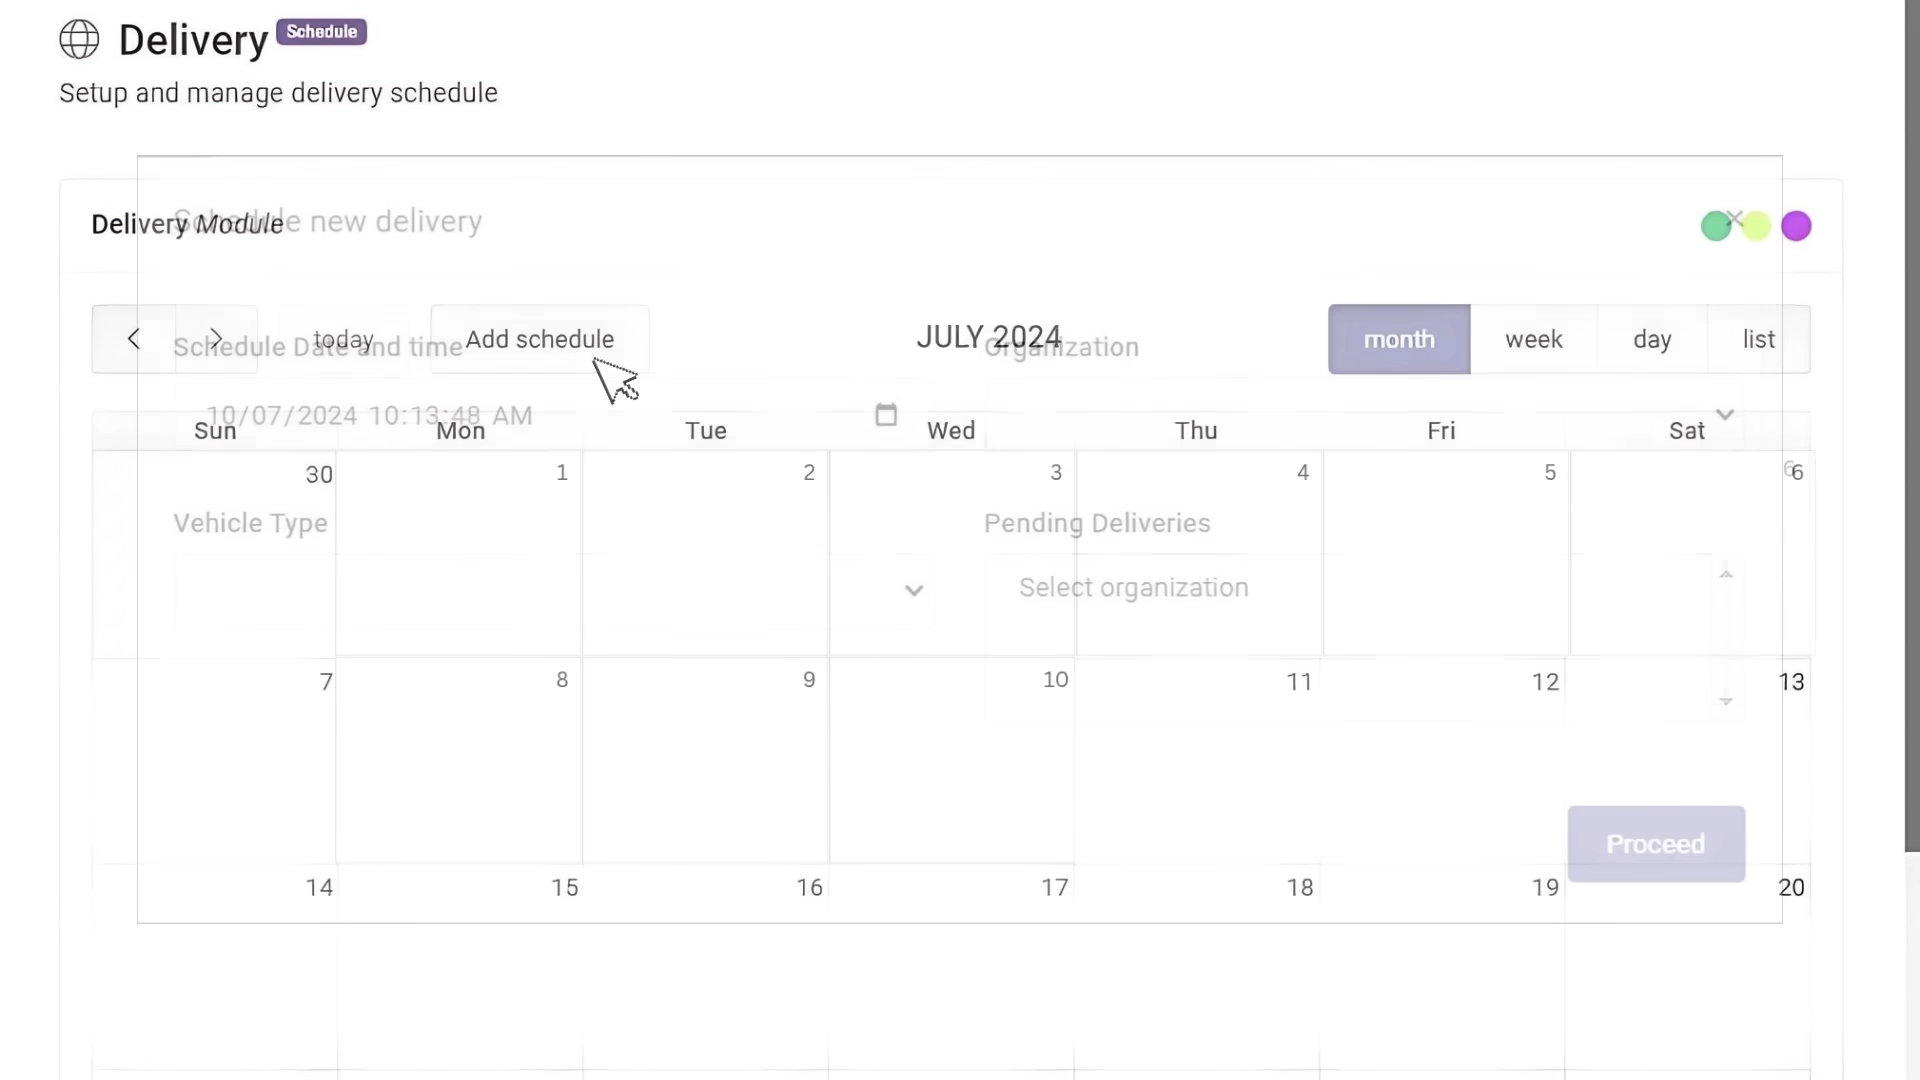 Delivery Schedule
Setup and manage delivery schedule
Delivery Module
Schedule new delivery
today
Add schedule
JULY 2024
month week day list
Schedule Date and time
Organization
10/07/2024 10:13:48 AM
Sun Mon Tue Wed Thu Fri Sat
30 1 2 3 4 5 6 6
Vehicle Type
Pending Deliveries
Select organization
7 8 9 10 11 12 13
Proceed
14 15 16 17 18 19 20